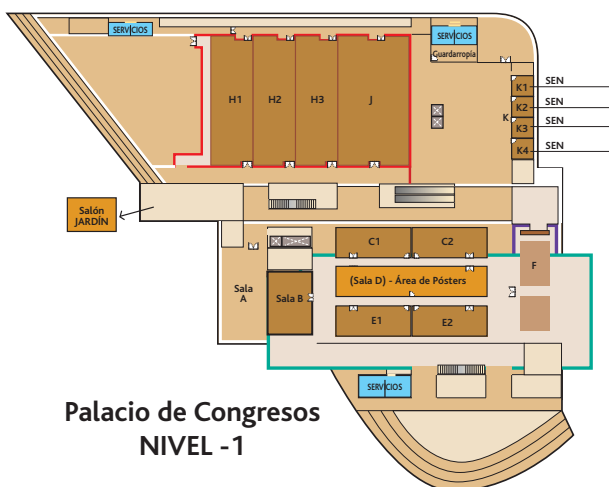 SERVICIOS
SERVICIOS
Guardarropía
H1
H2
H3
J
K
K1
SEN
K2
SEN
K3
SEN
K4
SEN
Salón
JARDÍN
C1
C2
F
(Sala D) - Área de Pósters
Sala
A
Sala B
E1
E2
SERVICIOS
Palacio de Congresos
NIVEL -1